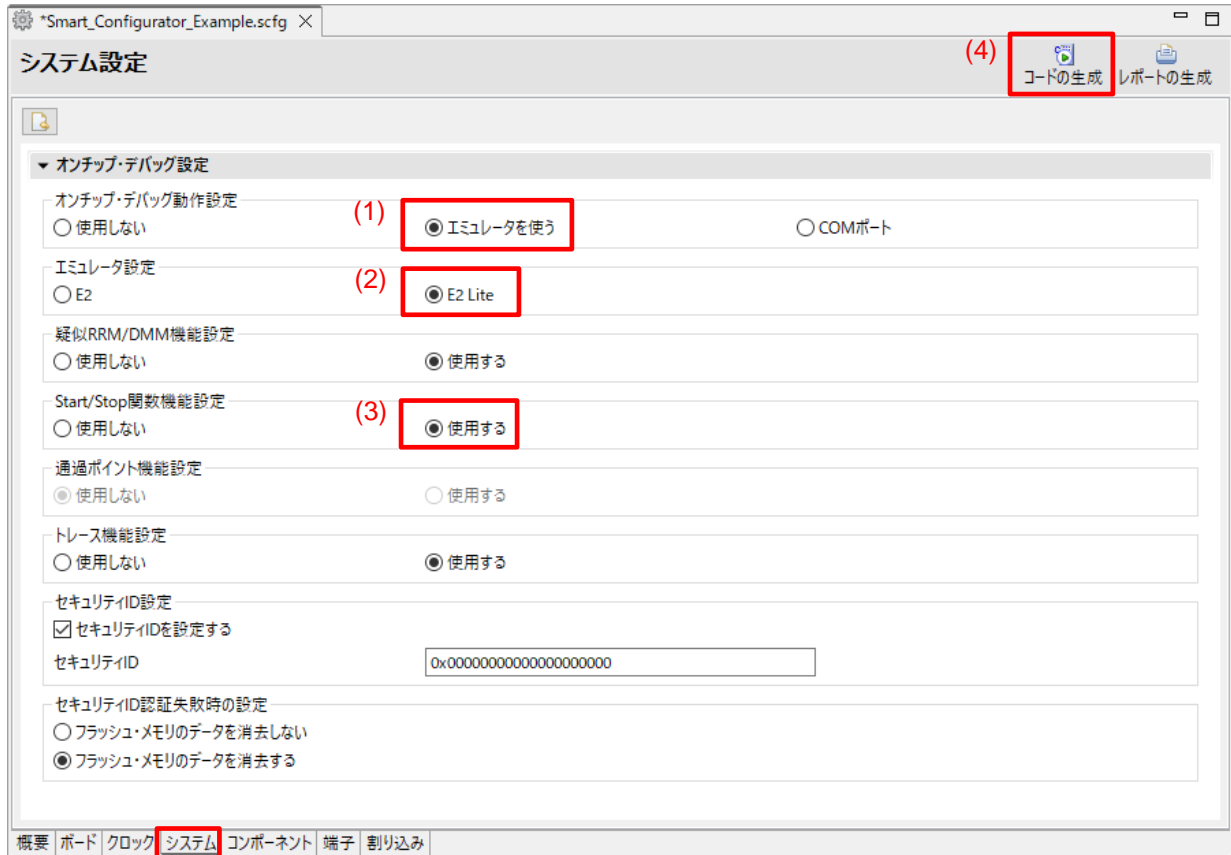 *Smart_Configurator_Example.scfg
システム設定
(4)
コードの生成 レポートの生成
オンチップ・デバッグ設定
オンチップ・デバッグ動作設定
使用しない (1) エミュレータを使う COMポート
エミュレータ設定
E2 (2) E2 Lite
疑似RRM/DMM機能設定
使用しない 使用する
Start/Stop関数機能設定
使用しない (3) 使用する
通過ポイント機能設定
使用しない 使用する
トレース機能設定
使用しない 使用する
セキュリティID設定
セキュリティIDを設定する
セキュリティID 0x00000000000000000000
セキュリティID認証失敗時の設定
フラッシュ・メモリのデータを消去しない
フラッシュ・メモリのデータを消去する
概要 ボード クロック システム コンポーネント 端子 割り込み